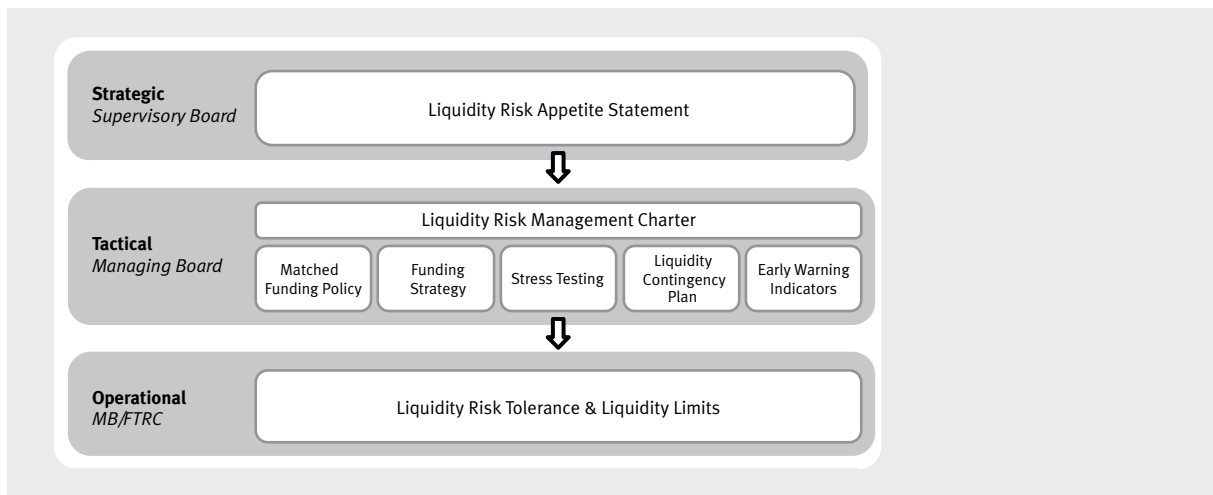 Strategic
Supervisory Board
Liquidity Risk Appetite Statement
Tactical
Managing Board
Liquidity Risk Management Charter
Matched
Funding Policy
Funding
Strategy
Stress Testing
Liquidity
Contingency
Plan
Early Warning
Indicators
Operational
MB/FTRC
Liquidity Risk Tolerance & Liquidity Limits